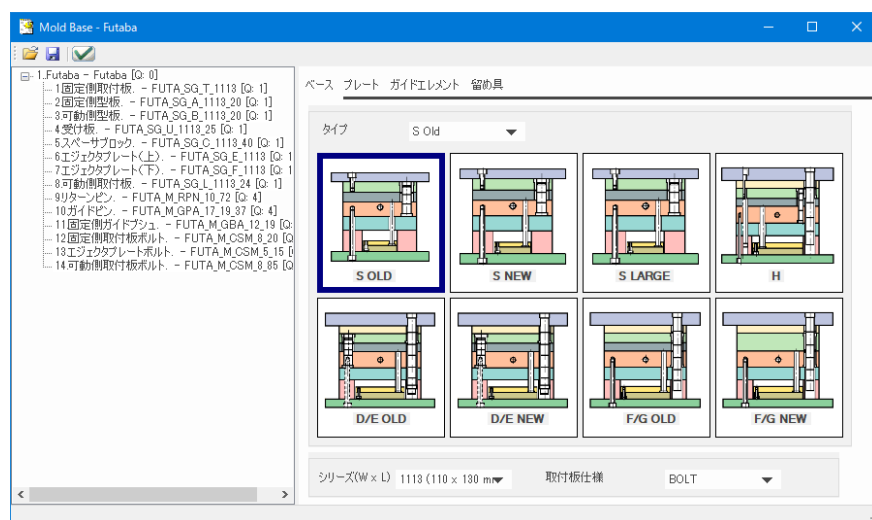 Mold Base - Futaba
1.Futaba - Futaba [Q: 0]
1固定側取付板. - FUTA_SG_T_1113 [Q: 1]
2固定側型板. - FUTA_SG_A_1113_20 [Q: 1]
3.可動側型板. - FUTA_SG_B_1113_20 [Q: 1]
4.受け板. - FUTA_SG_U_1113_25 [Q: 1]
5.スペーサブロック. - FUTA_SG_C_1113_40 [Q: 1]
6エジェクタプレート(上). - FUTA_SG_E_1113 [Q: 1
7エジェクタプレート(下). - FUTA_SG_F_1113 [Q: 1
8.可動側取付板. - FUTA_SG_L_1113_24 [Q: 1]
9リターンピン. - FUTA_M_RPN_10_72 [Q: 4]
10ガイドピン. - FUTA_M_GPA_17_19_37 [Q: 4]
11固定側ガイドブシュ. - FUTA_M_GBA_12_19 [Q:
12固定側取付板ボルト. - FUTA_M_CSM_8_20 [Q
13エジェクタプレートボルト. - FUTA_M_CSM_5_15 [
14.可動側取付板ボルト. - FUTA_M_CSM_8_85 [Q
ベース プレート ガイドエレメント 留め具
タイプ S Old
S OLD S NEW S LARGE H
D/E OLD D/E NEW F/G OLD F/G NEW
シリーズ(W x L) 1113 (110 x 130 m 取付板仕様 BOLT